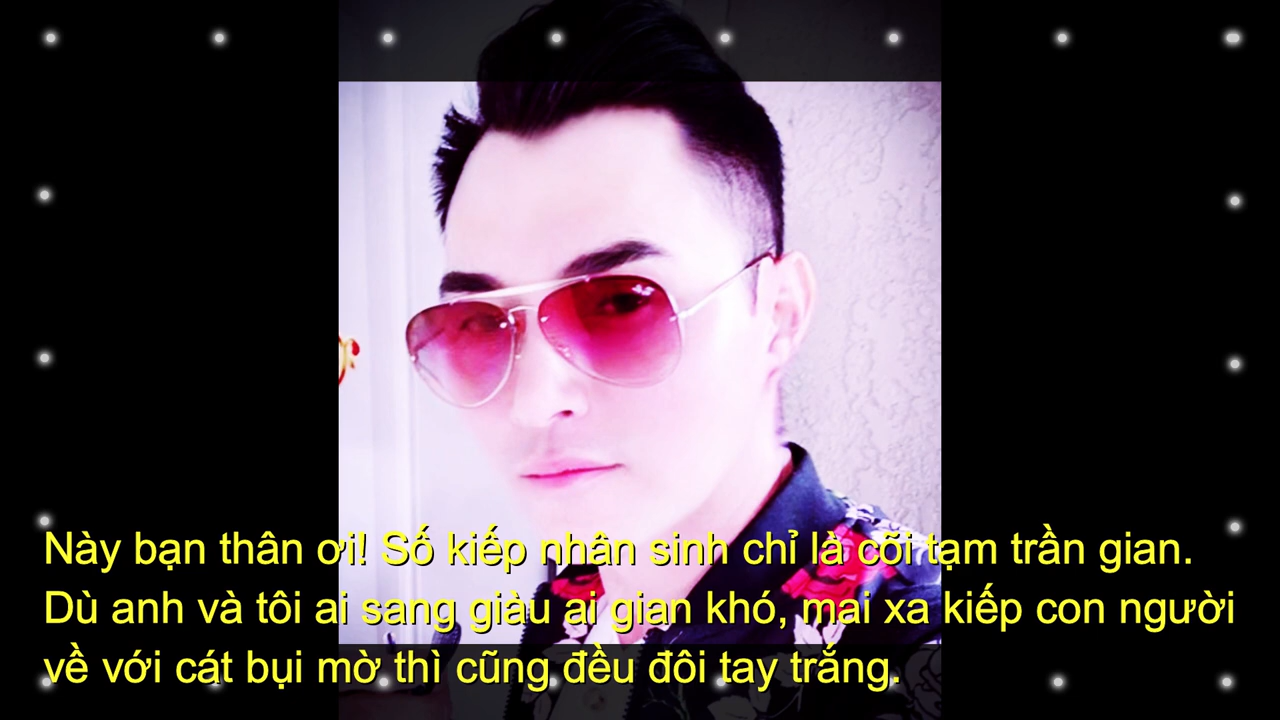 Này bạn thân ơi! Số kiếp nhân sinh chỉ là cõi tạm trần gian.
Dù anh và tôi ai sang giàu ai gian khó, mai xa kiếp con người
về với cát bụi mờ thì cũng đều đôi tay trắng.